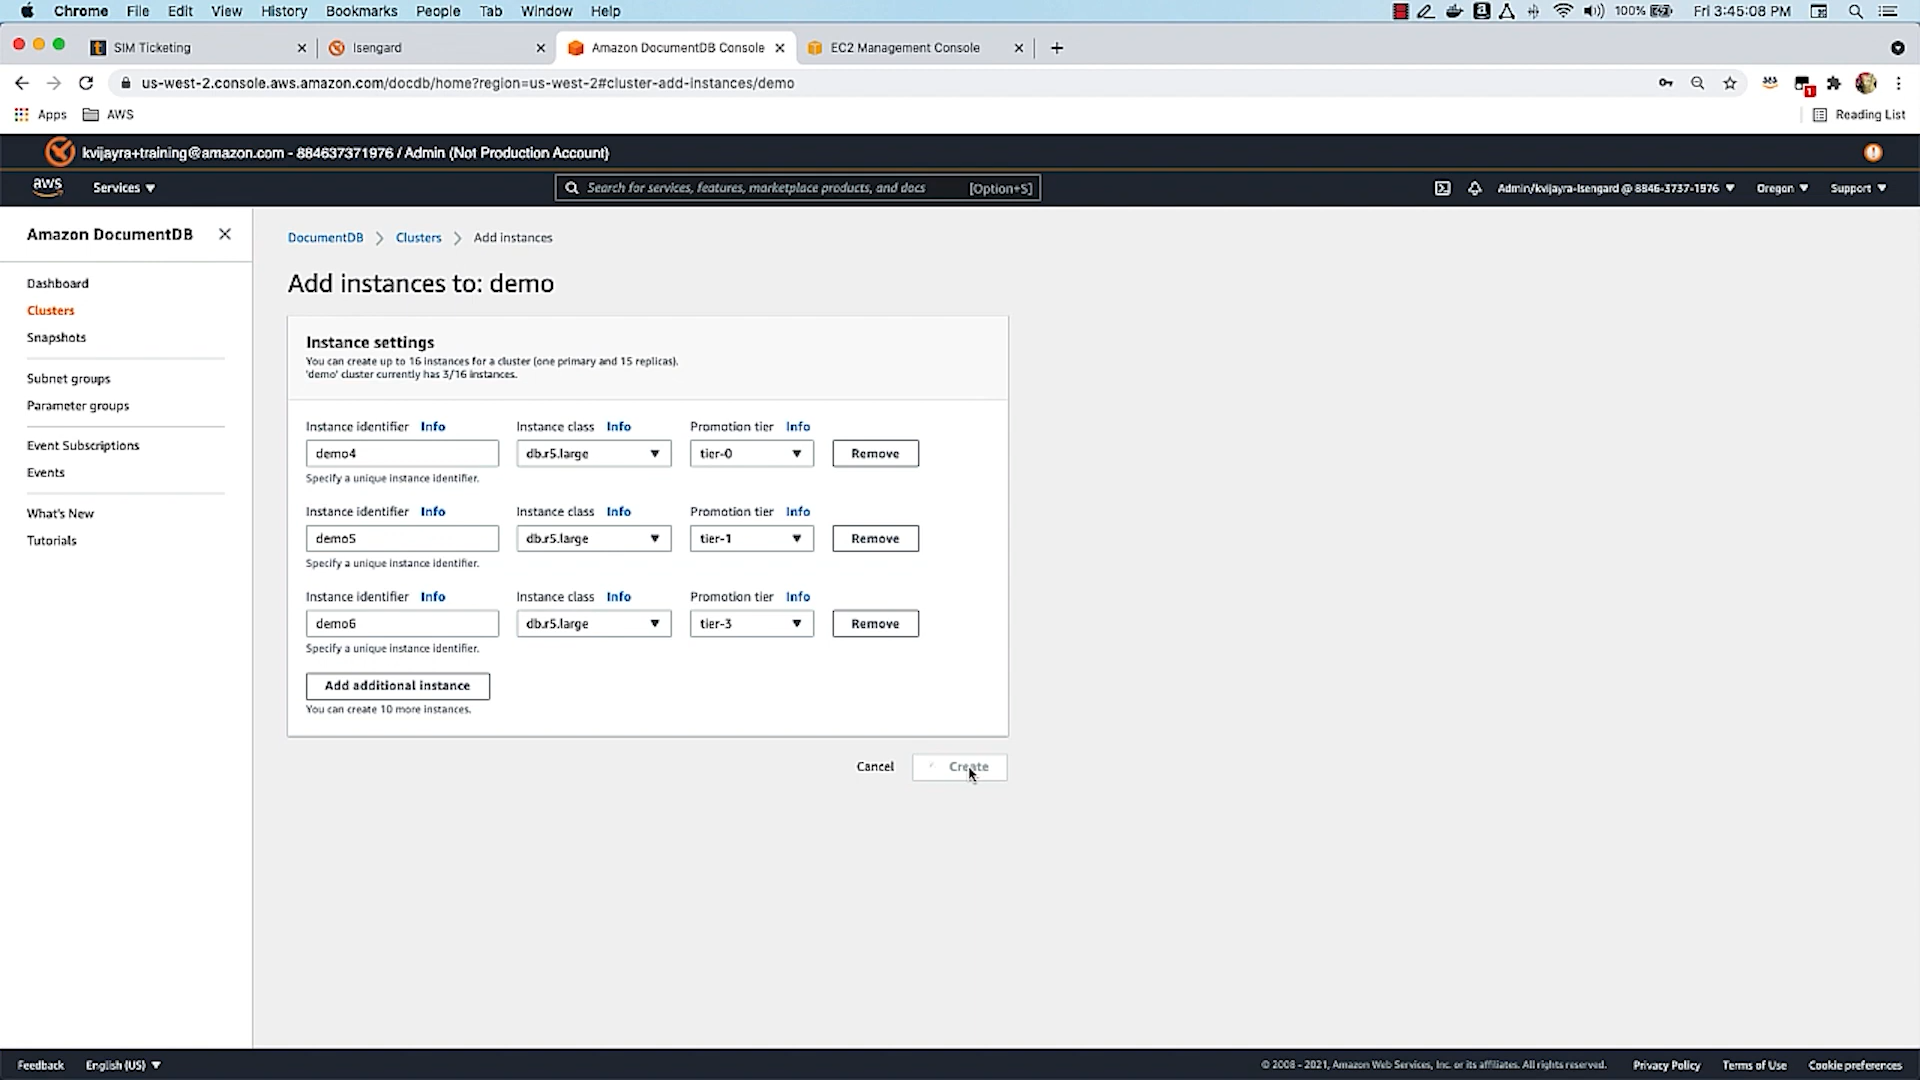 Chrome File Edit View History Bookmarks People Tab Window Help 100% Fri 3:45:08 PM
SIM Ticketing Isengard Amazon DocumentDB Console EC2 Management Console
us-west-2.console.aws.amazon.com/docdb/home?region=us-west-2#cluster-add-instances/demo
Apps AWS Reading List
kvijayra+training@amazon.com - 884637371976 / Admin (Not Production Account)
aws Services Search for services, features, marketplace products, and docs [Option+S] Admin/kvijayra-Isengard @ 8846-3737-1976 Oregon Support
Amazon DocumentDB
Dashboard
Clusters
Snapshots
Subnet groups
Parameter groups
Event Subscriptions
Events
What's New
Tutorials
DocumentDB Clusters Add instances
Add instances to: demo
Instance settings
You can create up to 16 instances for a cluster (one primary and 15 replicas).
'demo' cluster currently has 3/16 instances.
Instance identifier Info Instance class Info Promotion tier Info
demo4 db.r5.large tier-0 Remove
Specify a unique instance identifier.
Instance identifier Info Instance class Info Promotion tier Info
demo5 db.r5.large tier-1 Remove
Specify a unique instance identifier.
Instance identifier Info Instance class Info Promotion tier Info
demo6 db.r5.large tier-3 Remove
Specify a unique instance identifier.
Add additional instance
You can create 10 more instances.
Cancel Create
Feedback English (US) © 2008 - 2021, Amazon Web Services, Inc. or its affiliates. All rights reserved. Privacy Policy Terms of Use Cookie preferences